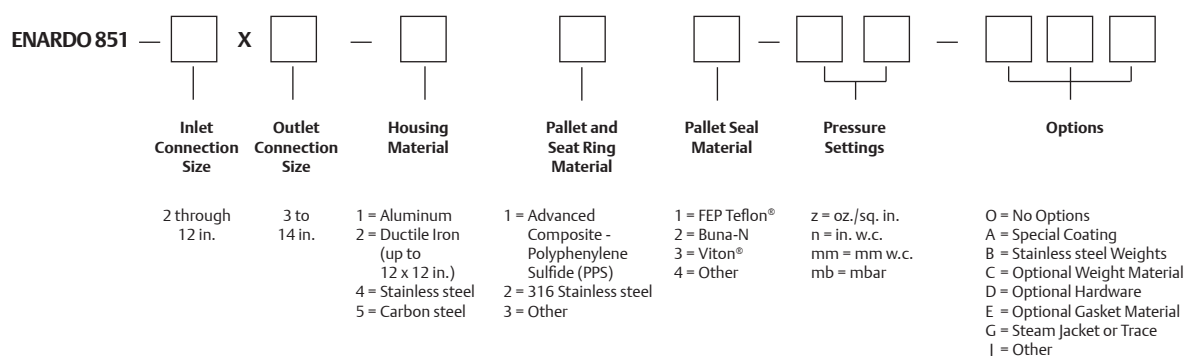 ENARDO 851 — X — — —
Inlet
Connection
Size
Outlet
Connection
Size
Housing
Material
Pallet and
Seat Ring
Material
Pallet Seal
Material
Pressure
Settings
Options
2 through
12 in.
3 to
14 in.
1 = Aluminum
2 = Ductile Iron
(up to
12 x 12 in.)
4 = Stainless steel
5 = Carbon steel
1 = Advanced
Composite -
Polyphenylene
Sulfide (PPS)
2 = 316 Stainless steel
3 = Other
1 = FEP Teflon®
2 = Buna-N
3 = Viton®
4 = Other
z = oz./sq. in.
n = in. w.c.
mm = mm w.c.
mb = mbar
O = No Options
A = Special Coating
B = Stainless steel Weights
C = Optional Weight Material
D = Optional Hardware
E = Optional Gasket Material
G = Steam Jacket or Trace
J = Other